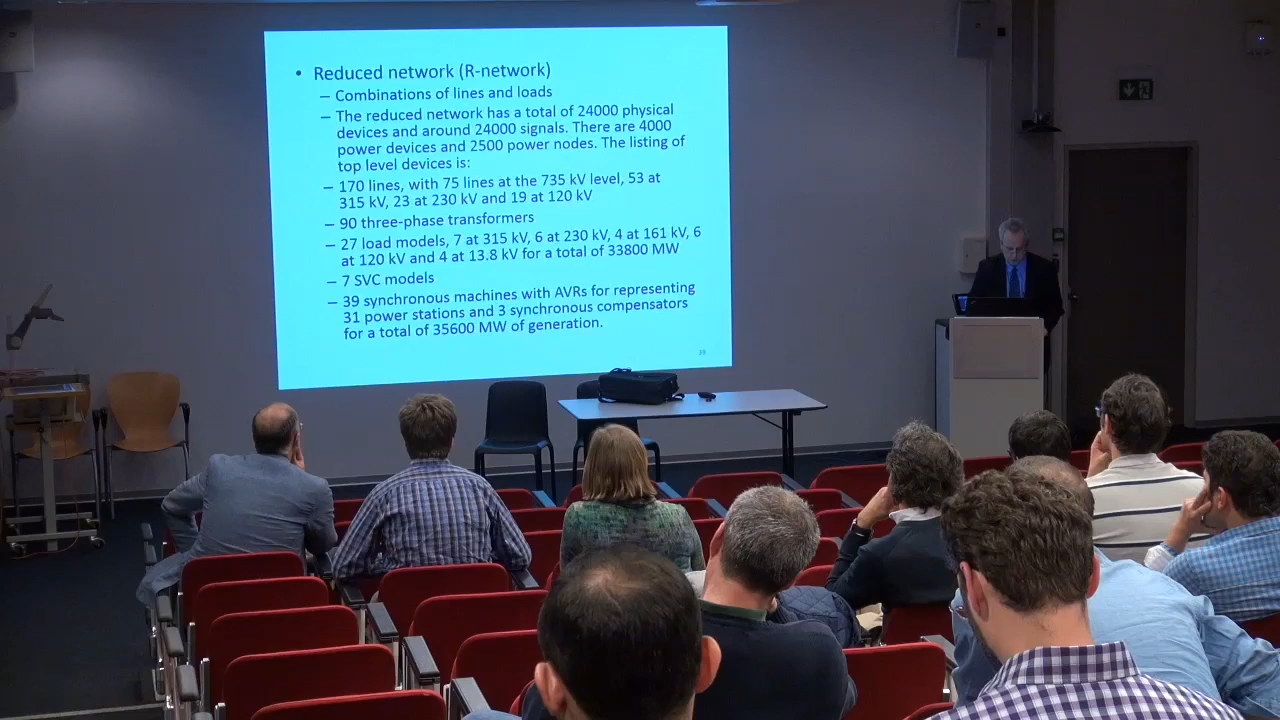 • Reduced network (R-network)
– Combinations of lines and loads
– The reduced network has a total of 24000 physical
devices and around 24000 signals. There are 4000
power devices and 2500 power nodes. The listing of
top level devices is:
– 170 lines, with 75 lines at the 735 kV level, 53 at
315 kV, 23 at 230 kV and 19 at 120 kV
– 90 three-phase transformers
– 27 load models, 7 at 315 kV, 6 at 230 kV, 4 at 161 kV, 6
at 120 kV and 4 at 13.8 kV for a total of 33800 MW
– 7 SVC models
– 39 synchronous machines with AVRs for representing
31 power stations and 3 synchronous compensators
for a total of 35600 MW of generation.
39